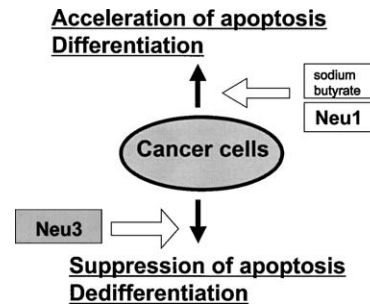 Acceleration of apoptosis
Differentiation
sodium
butyrate
Neu1
Cancer cells
Neu3
Suppression of apoptosis
Dedifferentiation